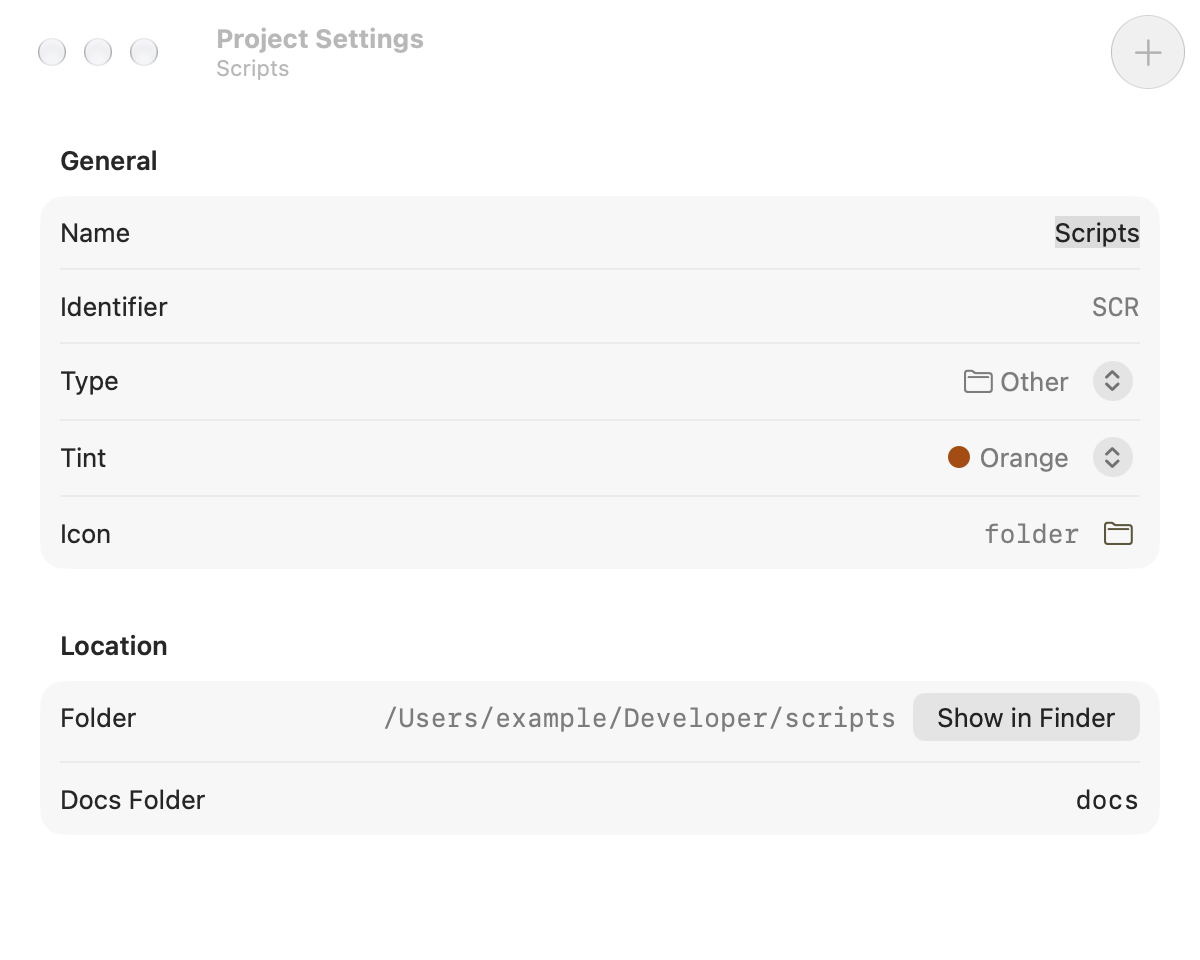 Project Settings
Scripts
General
Name Scripts
Identifier SCR
Type Other
Tint Orange
Icon folder
Location
Folder /Users/example/Developer/scripts Show in Finder
Docs Folder docs